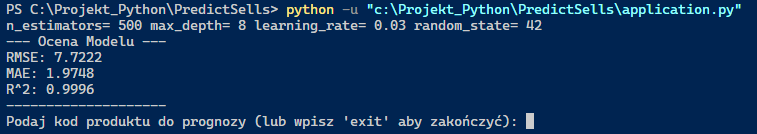 PS C:\Projekt_Python\PredictSells> python -u "c:\Projekt_Python\PredictSells\application.py"
n_estimators= 500 max_depth= 8 learning_rate= 0.03 random_state= 42
--- Ocena Modelu ---
RMSE: 7.7222
MAE: 1.9748
R^2: 0.9996
--------------------
Podaj kod produktu do prognozy (lub wpisz 'exit' aby zakończyć):